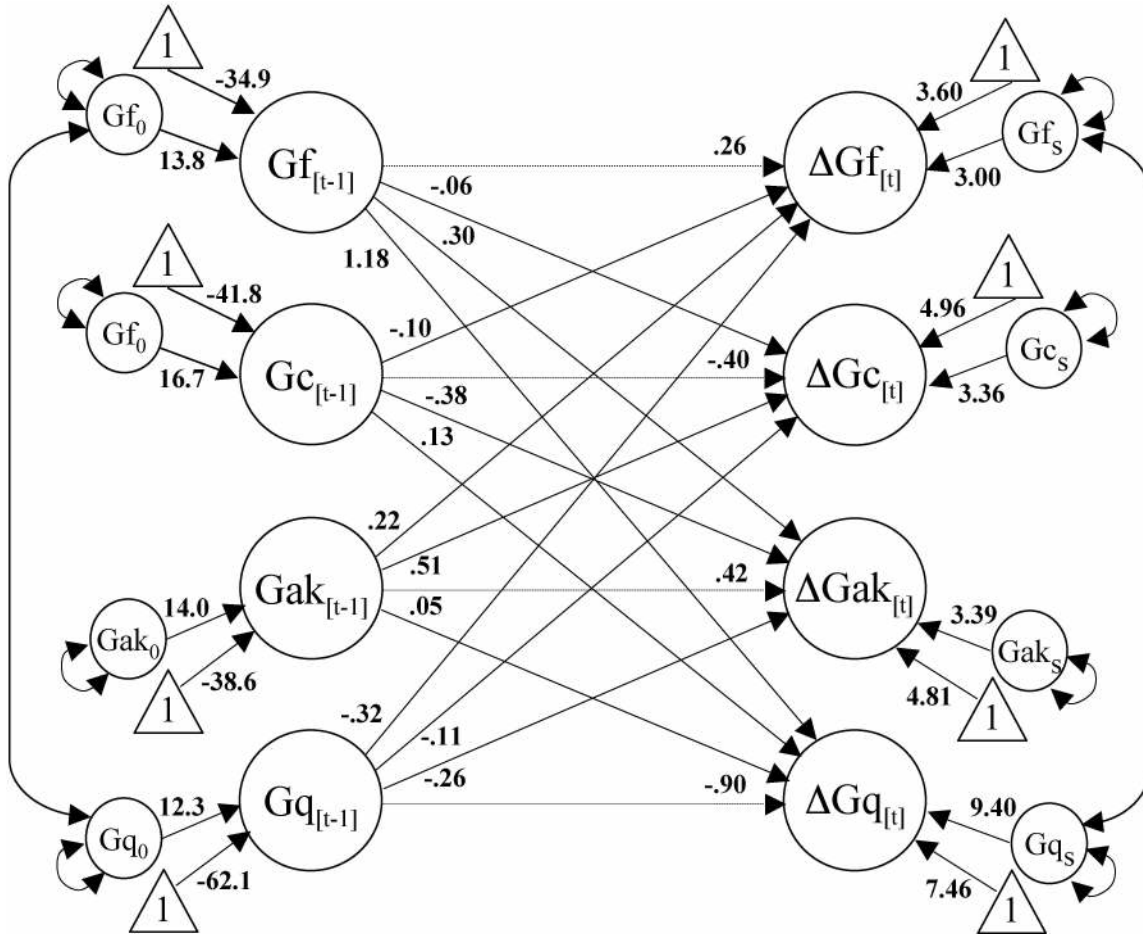 1
1
-34.9
3.60
Gf0
Gfs
13.8
Gf[t-1]
.26
ΔGf[t]
3.00
-.06
.30
1.18
1
1
-41.8
4.96
Gf0
-.10
-.40
Gcs
16.7
Gc[t-1]
-.38
ΔGc[t]
3.36
.13
.22
.51
.42
14.0
Gak[t-1]
ΔGak[t]
3.39
Gak0
.05
Gaks
-38.6
4.81
1
1
-.32
-.11
-.26
-.90
12.3
Gq[t-1]
ΔGq[t]
9.40
Gq0
Gqs
-62.1
7.46
1
1